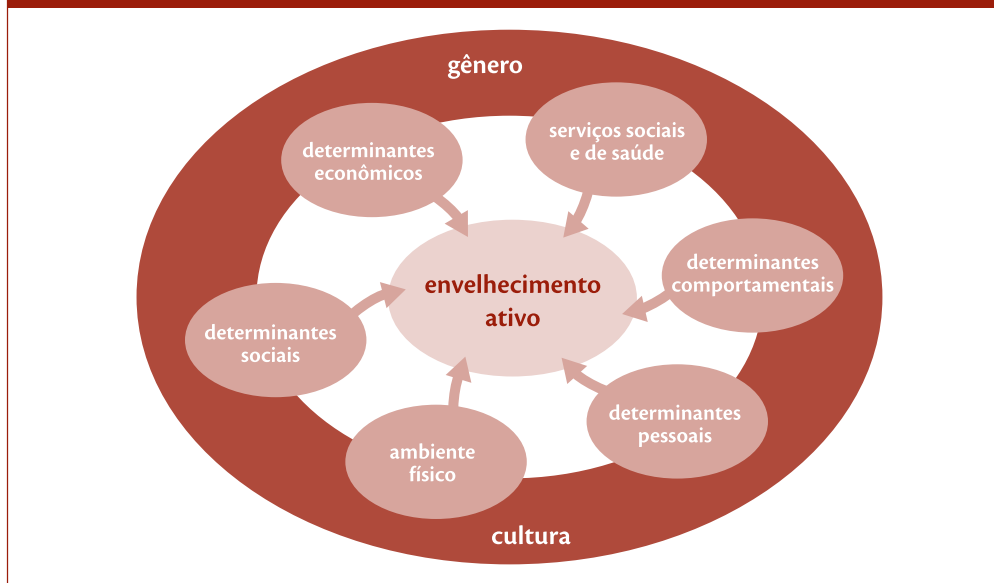 gênero
determinantes
econômicos
serviços sociais
e de saúde
determinantes
comportamentais
envelhecimento
ativo
determinantes
sociais
determinantes
pessoais
ambiente
físico
cultura